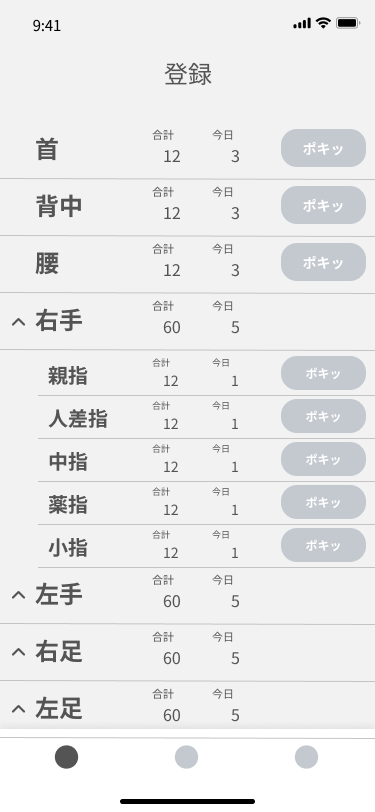 9:41
登録
首 合計 12 今日 3 ポキッ
背中 合計 12 今日 3 ポキッ
腰 合計 12 今日 3 ポキッ
右手 合計 60 今日 5
親指 合計 12 今日 1 ポキッ
人差指 合計 12 今日 1 ポキッ
中指 合計 12 今日 1 ポキッ
薬指 合計 12 今日 1 ポキッ
小指 合計 12 今日 1 ポキッ
左手 合計 60 今日 5
右足 合計 60 今日 5
左足 合計 60 今日 5